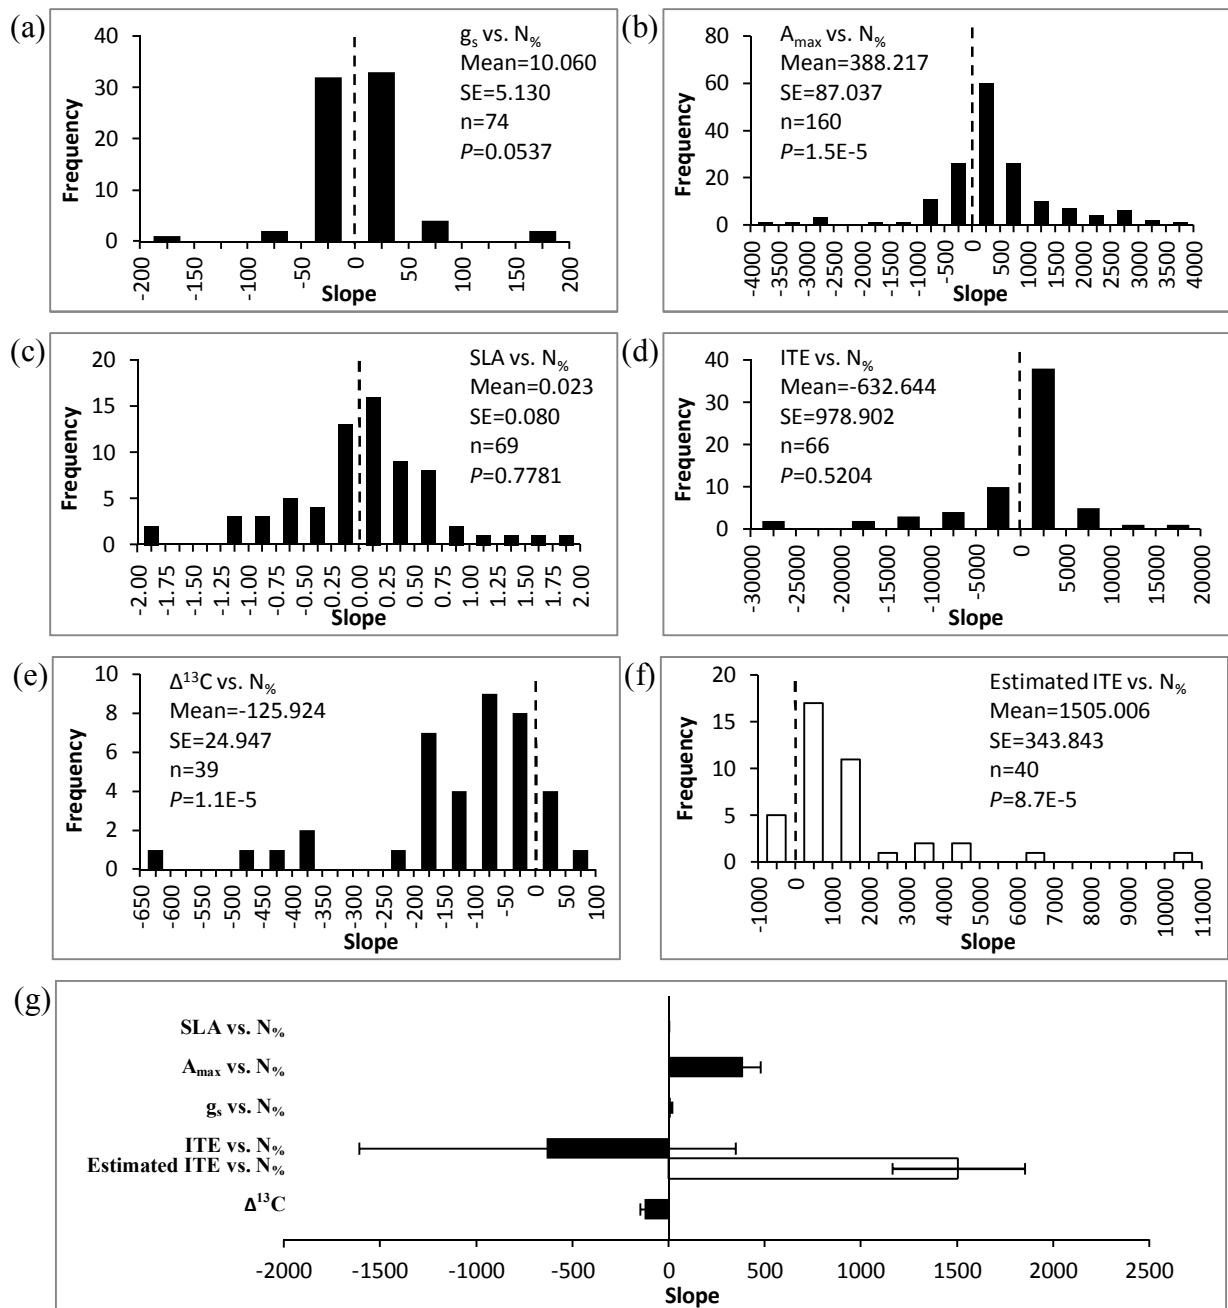 (a)
40
30
20
10
0
Frequency
gs vs. N%
Mean=10.060
SE=5.130
n=74
P=0.0537
-200
-150
-100
-50
0
50
100
150
200
Slope
(b)
80
60
40
20
0
Frequency
Amax vs. N%
Mean=388.217
SE=87.037
n=160
P=1.5E-5
-4000
-3500
-3000
-2500
-2000
-1500
-1000
-500
0
500
1000
1500
2000
2500
3000
3500
4000
Slope
(c)
20
15
10
5
0
Frequency
SLA vs. N%
Mean=0.023
SE=0.080
n=69
P=0.7781
-2.00
-1.75
-1.50
-1.25
-1.00
-0.75
-0.50
-0.25
0.00
0.25
0.50
0.75
1.00
1.25
1.50
1.75
2.00
Slope
(d)
40
30
20
10
0
Frequency
ITE vs. N%
Mean=-632.644
SE=978.902
n=66
P=0.5204
-30000
-25000
-20000
-15000
-10000
-5000
0
5000
10000
15000
20000
Slope
(e)
10
8
6
4
2
0
Frequency
Δ13C vs. N%
Mean=-125.924
SE=24.947
n=39
P=1.1E-5
-650
-600
-550
-500
-450
-400
-350
-300
-250
-200
-150
-100
-50
0
50
100
Slope
(f)
20
15
10
5
0
Frequency
Estimated ITE vs. N%
Mean=1505.006
SE=343.843
n=40
P=8.7E-5
-1000
0
1000
2000
3000
4000
5000
6000
7000
8000
9000
10000
11000
Slope
(g)
SLA vs. N%
Amax vs. N%
gs vs. N%
ITE vs. N%
Estimated ITE vs. N%
Δ13C
-2000 -1500 -1000 -500 0 500 1000 1500 2000 2500
Slope